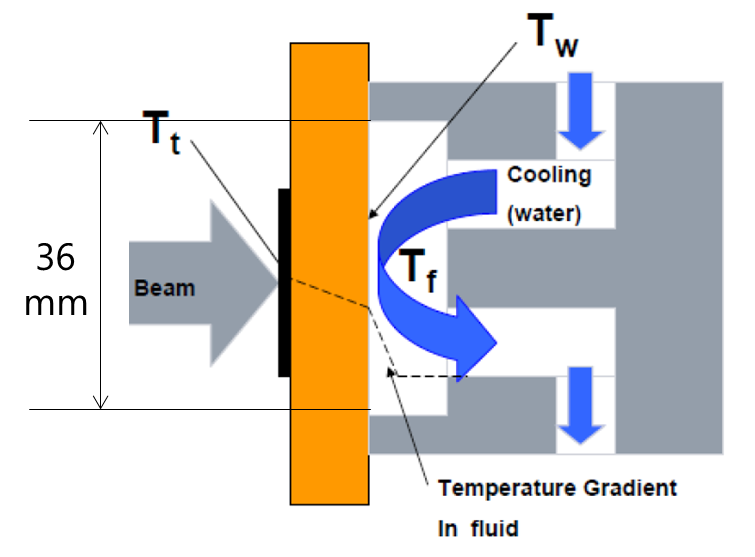 Tw
Tt
Cooling
(water)
Tf
36
mm
Beam
Temperature Gradient
In fluid